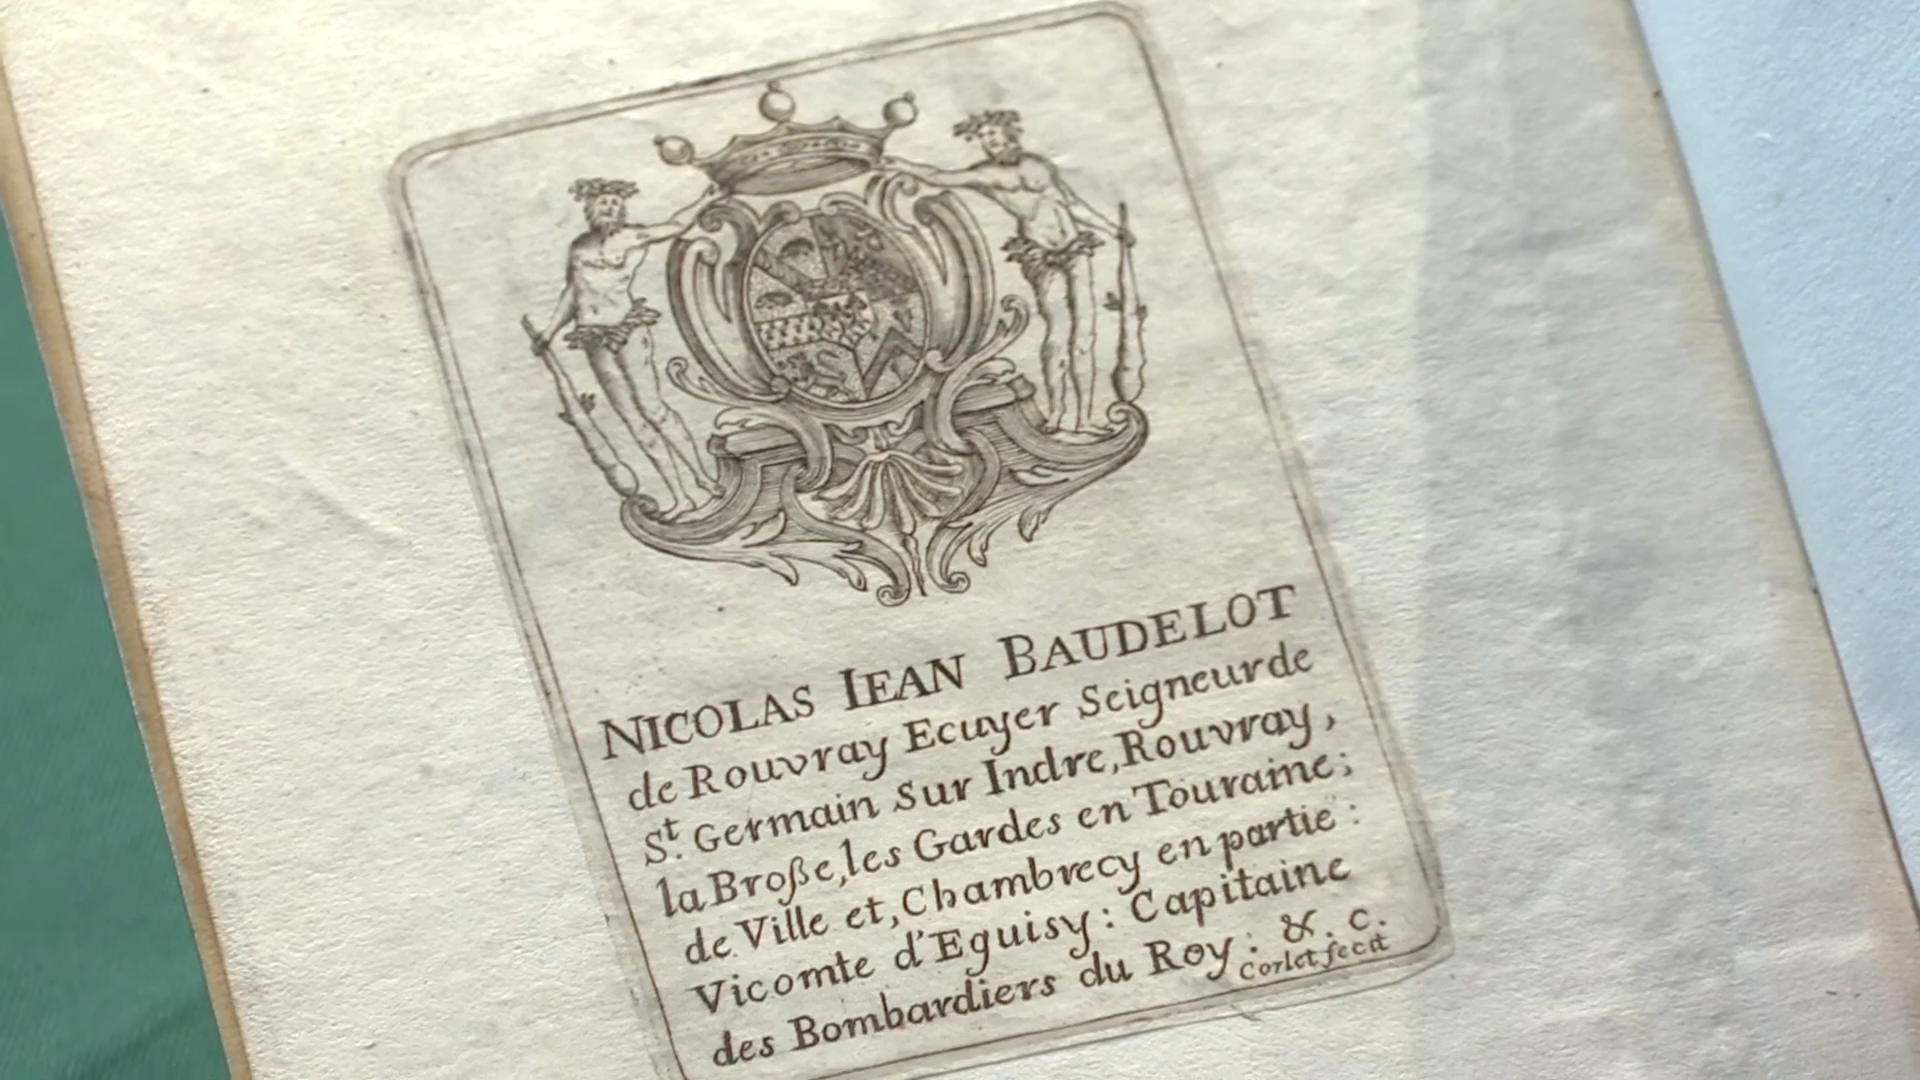 NICOLAS IEAN BAUDELOT
de Rouvray Ecuyer Seigneur de
St. Germain Sur Indre, Rouvray,
la Broße, les Gardes en Touraine;
de Ville et, Chambrecy en partie:
Vicomte d'Eguisy: Capitaine
des Bombardiers du Roy: &. c.
Corlet fecit